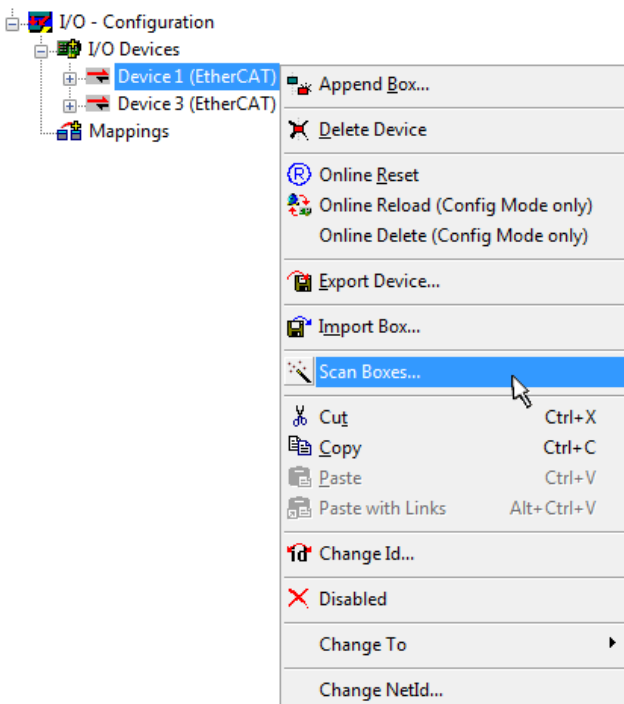 I/O - Configuration
I/O Devices
Device 1 (EtherCAT)
Device 3 (EtherCAT)
Mappings
Append Box...
Delete Device
Online Reset
Online Reload (Config Mode only)
Online Delete (Config Mode only)
Export Device...
Import Box...
Scan Boxes...
Cut Ctrl+X
Copy Ctrl+C
Paste Ctrl+V
Paste with Links Alt+Ctrl+V
Change Id...
Disabled
Change To
Change NetId...